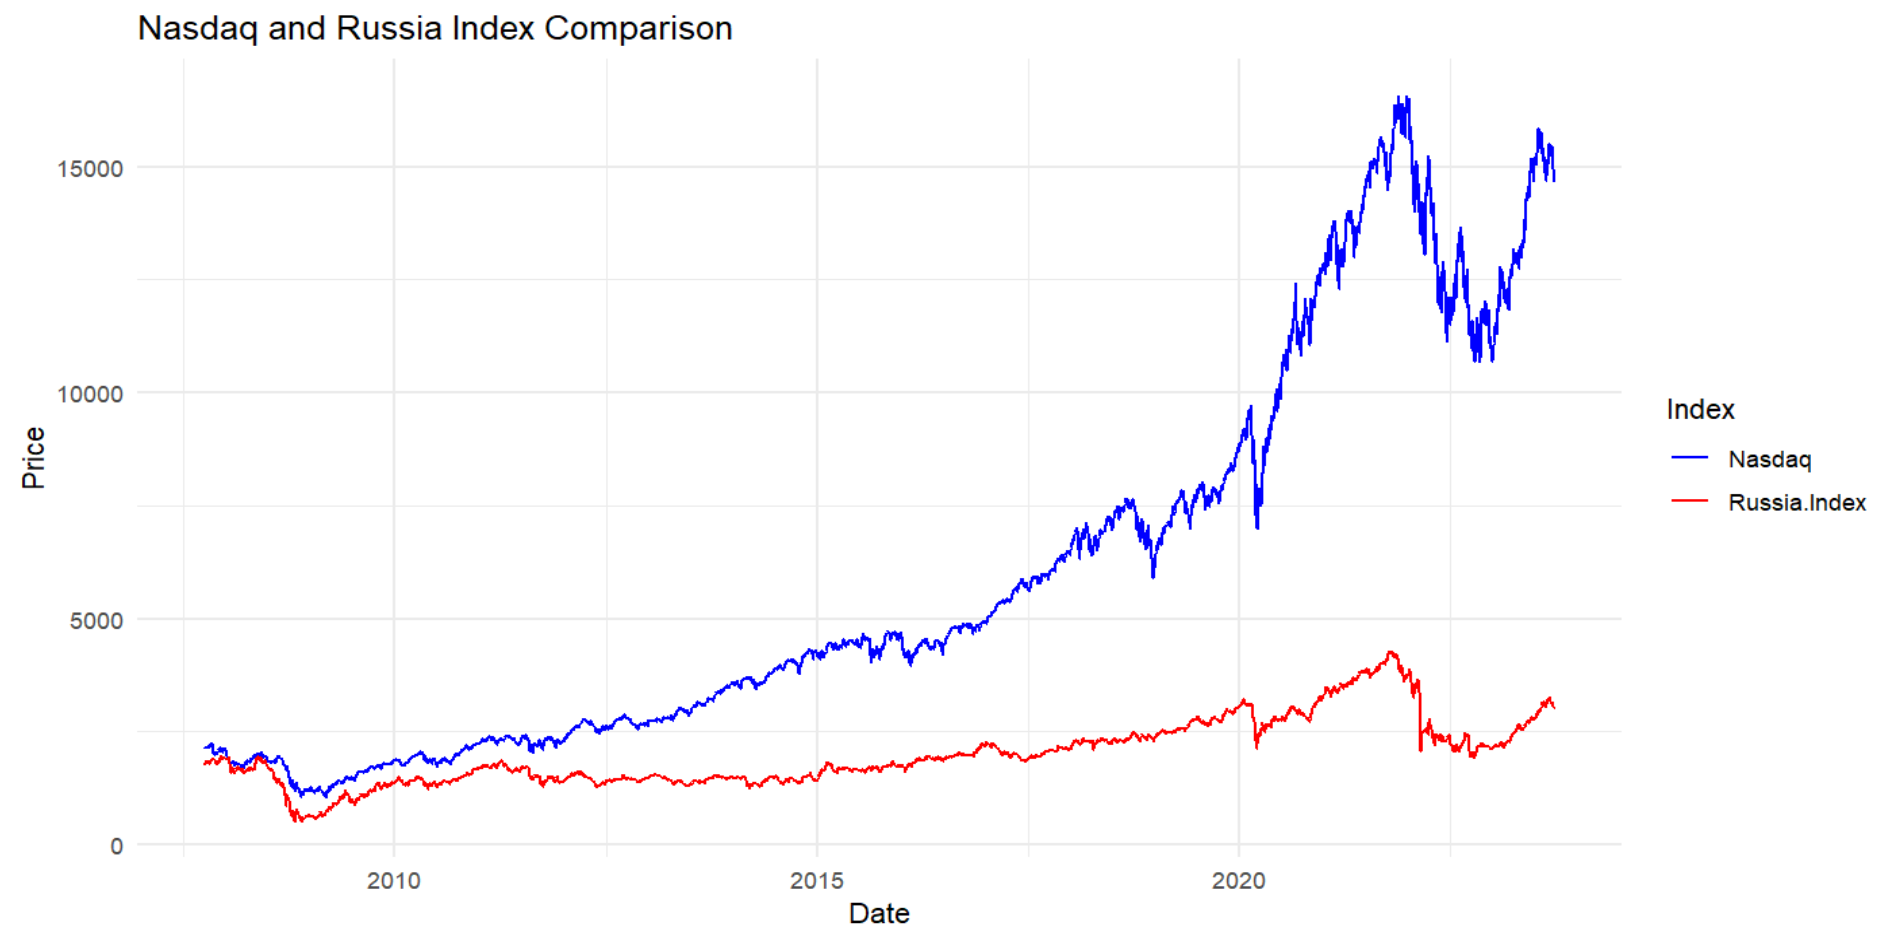 Nasdaq and Russia Index Comparison
15000
10000
5000
0
Price
2010
2015
2020
Date
Index
Nasdaq
Russia.Index